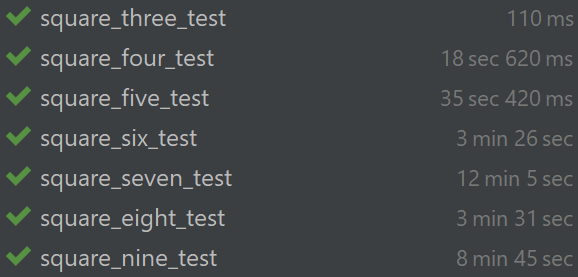 square_three_test 110 ms
square_four_test 18 sec 620 ms
square_five_test 35 sec 420 ms
square_six_test 3 min 26 sec
square_seven_test 12 min 5 sec
square_eight_test 3 min 31 sec
square_nine_test 8 min 45 sec